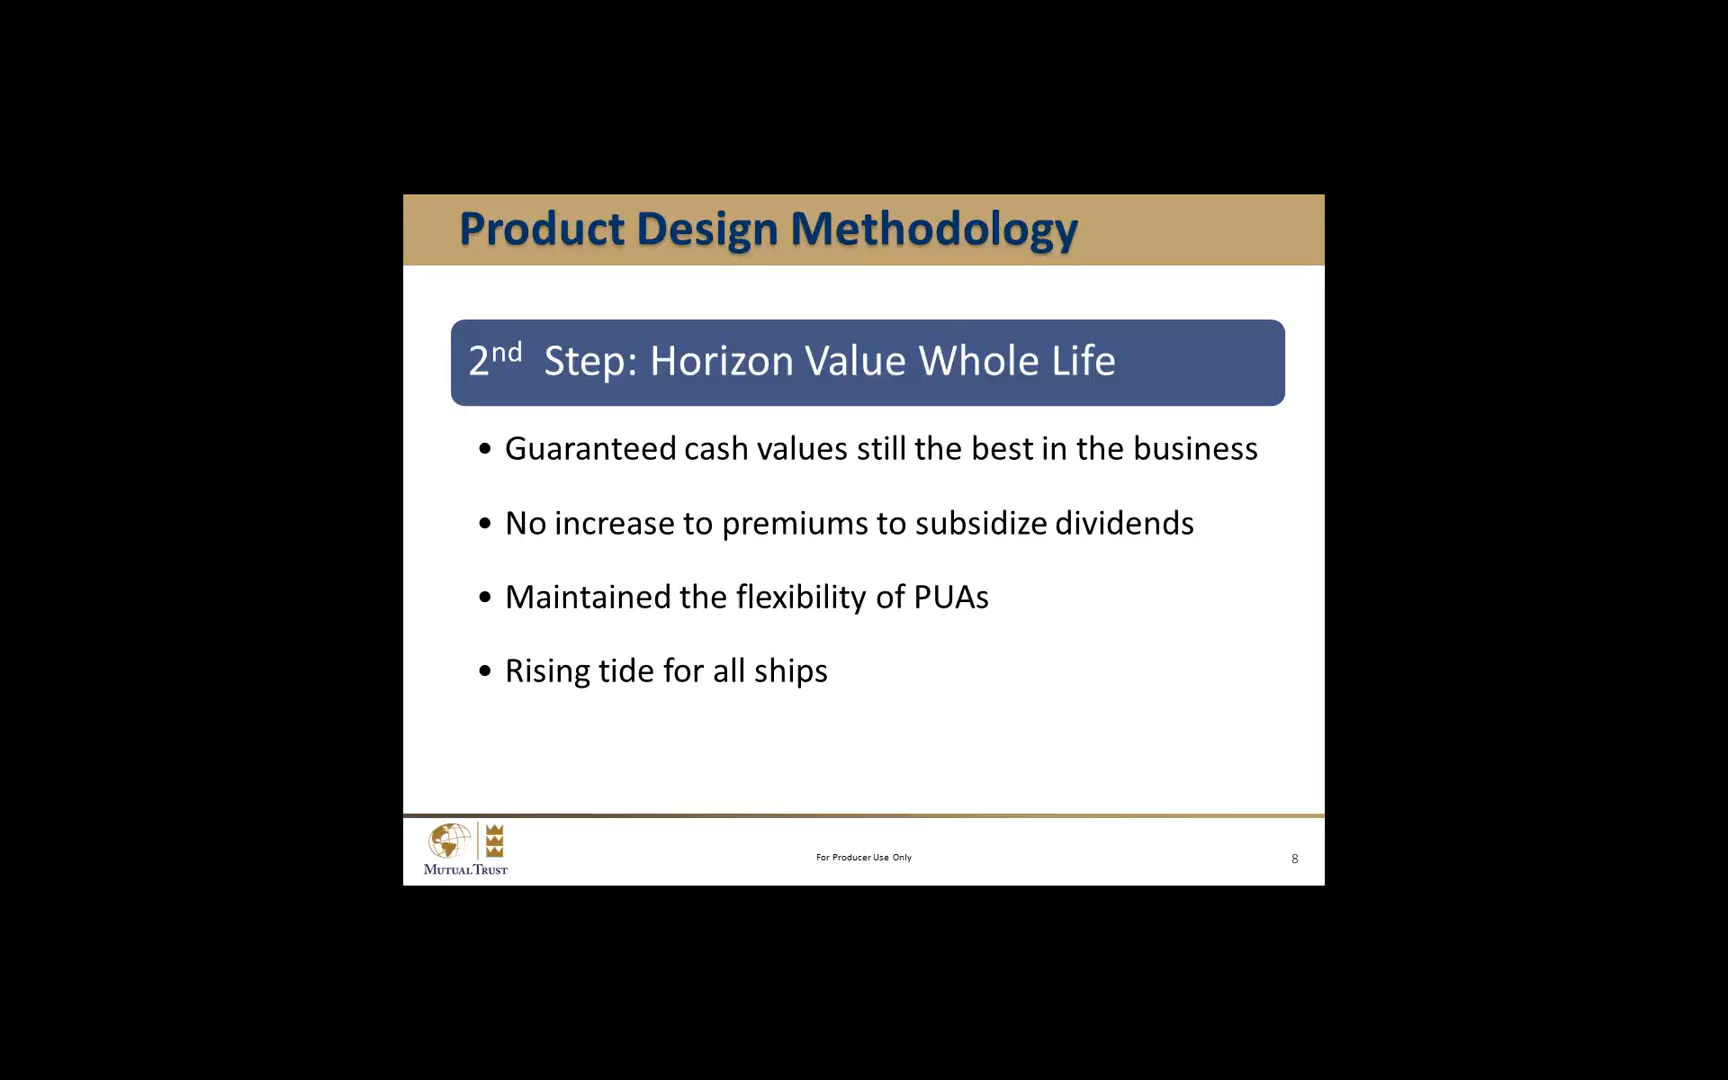 Product Design Methodology
2nd Step: Horizon Value Whole Life
• Guaranteed cash values still the best in the business
• No increase to premiums to subsidize dividends
• Maintained the flexibility of PUAs
• Rising tide for all ships
MUTUAL TRUST
For Producer Use Only
8